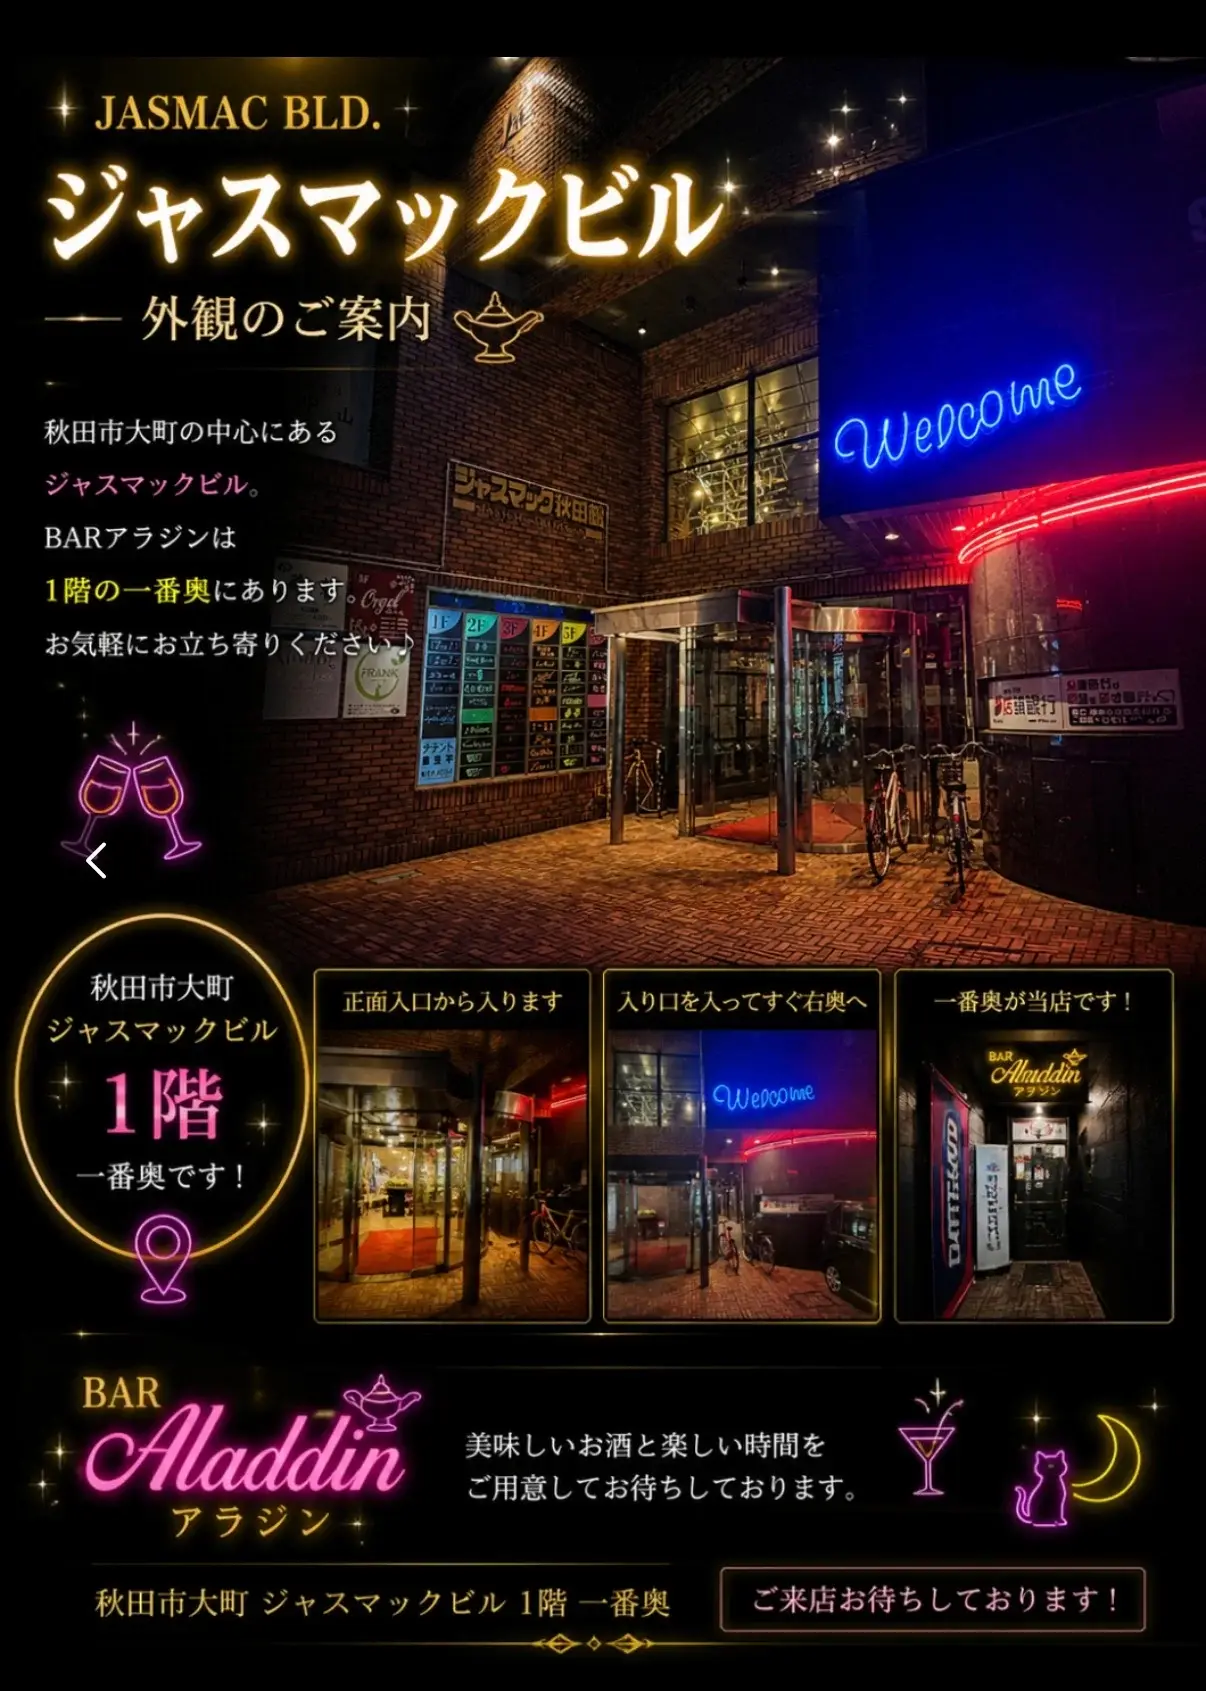 JASMAC BLD.
ジャスマックビル
外観のご案内
秋田市大町の中心にある
ジャスマックビル。
BARアラジンは
1階の一番奥にあります。
お気軽にお立ち寄りください♪
Welcome
ジャスマック秋田館
Orgel
FRANK
1F 2F 3F 4F 5F
秋田市大町
ジャスマックビル
1階
一番奥です!
正面入口から入ります
入り口を入ってすぐ右奥へ
Welcome
一番奥が当店です!
BAR
Aladdin
アラジン
BAR
Aladdin
アラジン
美味しいお酒と楽しい時間を
ご用意してお待ちしております。
秋田市大町 ジャスマックビル 1階 一番奥
ご来店お待ちしております!